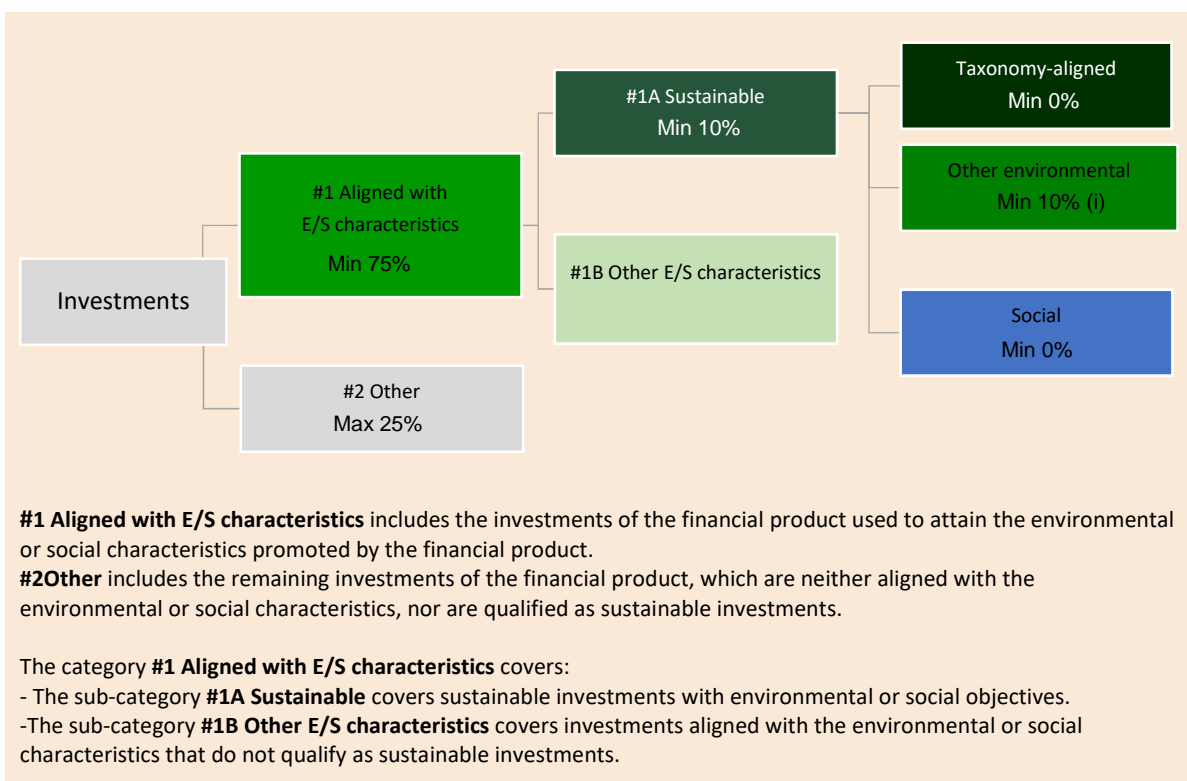 Investments
#1 Aligned with
E/S characteristics
Min 75%
#2 Other
Max 25%
#1A Sustainable
Min 10%
#1B Other E/S characteristics
Taxonomy-aligned
Min 0%
Other environmental
Min 10% (i)
Social
Min 0%
#1 Aligned with E/S characteristics includes the investments of the financial product used to attain the environmental
or social characteristics promoted by the financial product.
#2Other includes the remaining investments of the financial product, which are neither aligned with the
environmental or social characteristics, nor are qualified as sustainable investments.
The category #1 Aligned with E/S characteristics covers:
- The sub-category #1A Sustainable covers sustainable investments with environmental or social objectives.
-The sub-category #1B Other E/S characteristics covers investments aligned with the environmental or social
characteristics that do not qualify as sustainable investments.